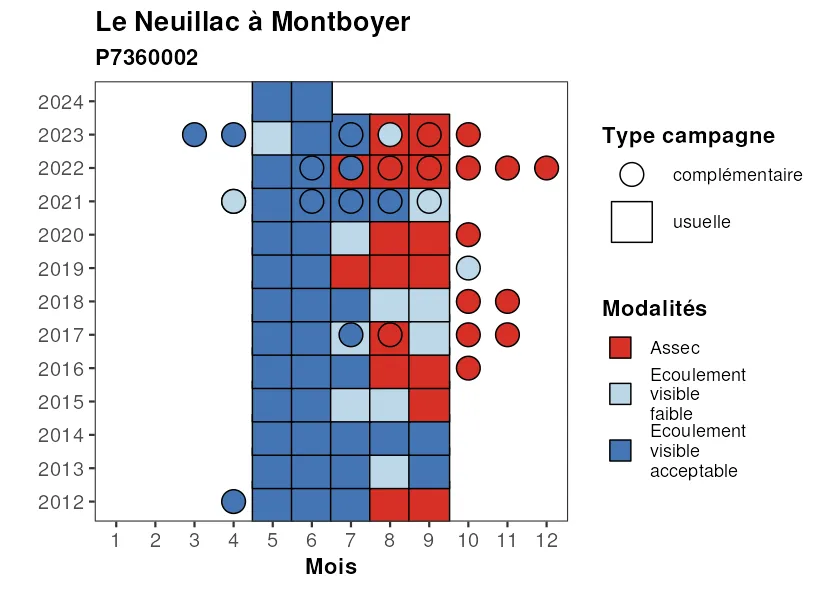 Le Neuillac à Montboyer
P7360002
2024
2023
2022
2021
2020
2019
2018
2017
2016
2015
2014
2013
2012
1 2 3 4 5 6 7 8 9 10 11 12
Mois
Type campagne
complémentaire
usuelle
Modalités
Assec
Ecoulement
visible
faible
Ecoulement
visible
acceptable